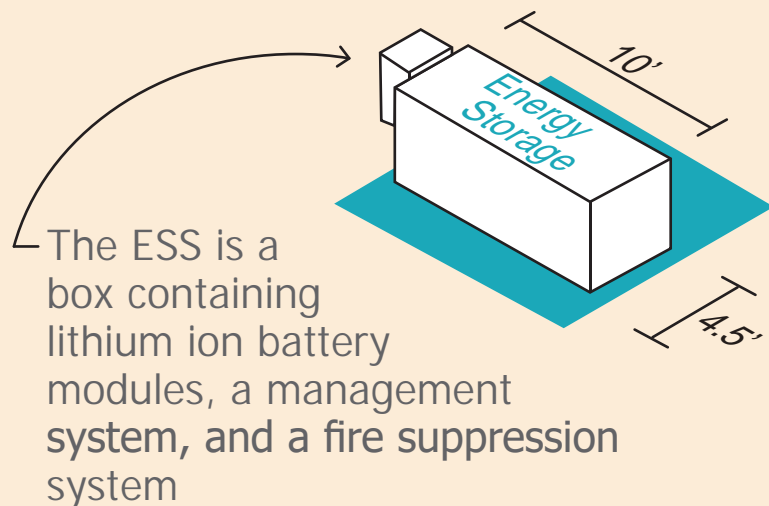 10’
Energy
Storage
4.5’
The ESS is a
box containing
lithium ion battery
modules, a management
system, and a fire suppression
system